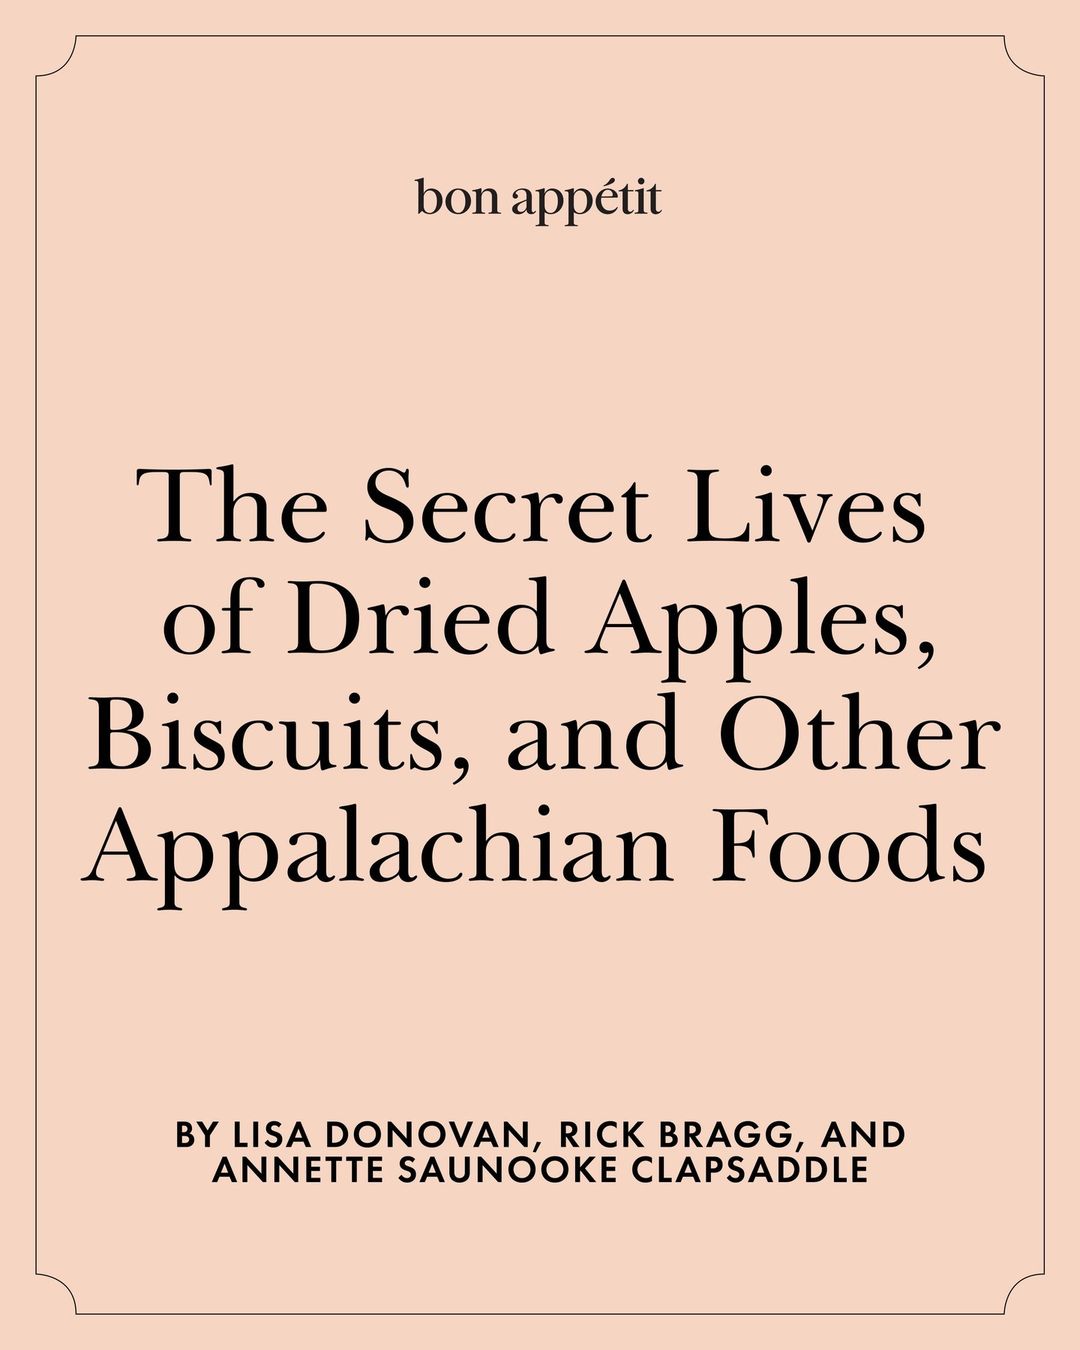 bon appétit
The Secret Lives
of Dried Apples,
Biscuits, and Other
Appalachian Foods
BY LISA DONOVAN, RICK BRAGG, AND
ANNETTE SAUNOOKE CLAPSADDLE